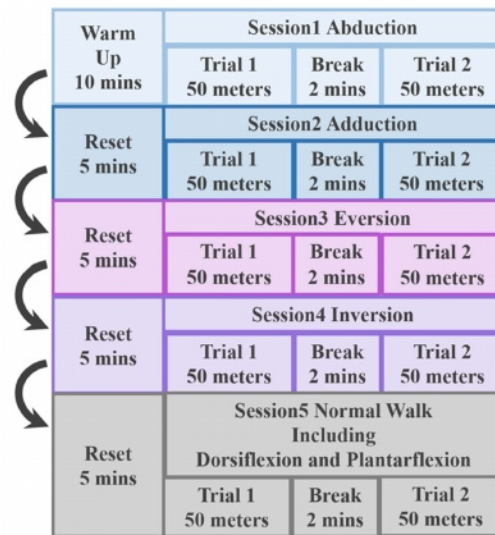 Warm
Up
10 mins
Session1 Abduction
Trial 1
50 meters
Break
2 mins
Trial 2
50 meters
Reset
5 mins
Session2 Adduction
Trial 1
50 meters
Break
2 mins
Trial 2
50 meters
Reset
5 mins
Session3 Eversion
Trial 1
50 meters
Break
2 mins
Trial 2
50 meters
Reset
5 mins
Session4 Inversion
Trial 1
50 meters
Break
2 mins
Trial 2
50 meters
Reset
5 mins
Session5 Normal Walk
Including
Dorsiflexion and Plantarflexion
Trial 1
50 meters
Break
2 mins
Trial 2
50 meters